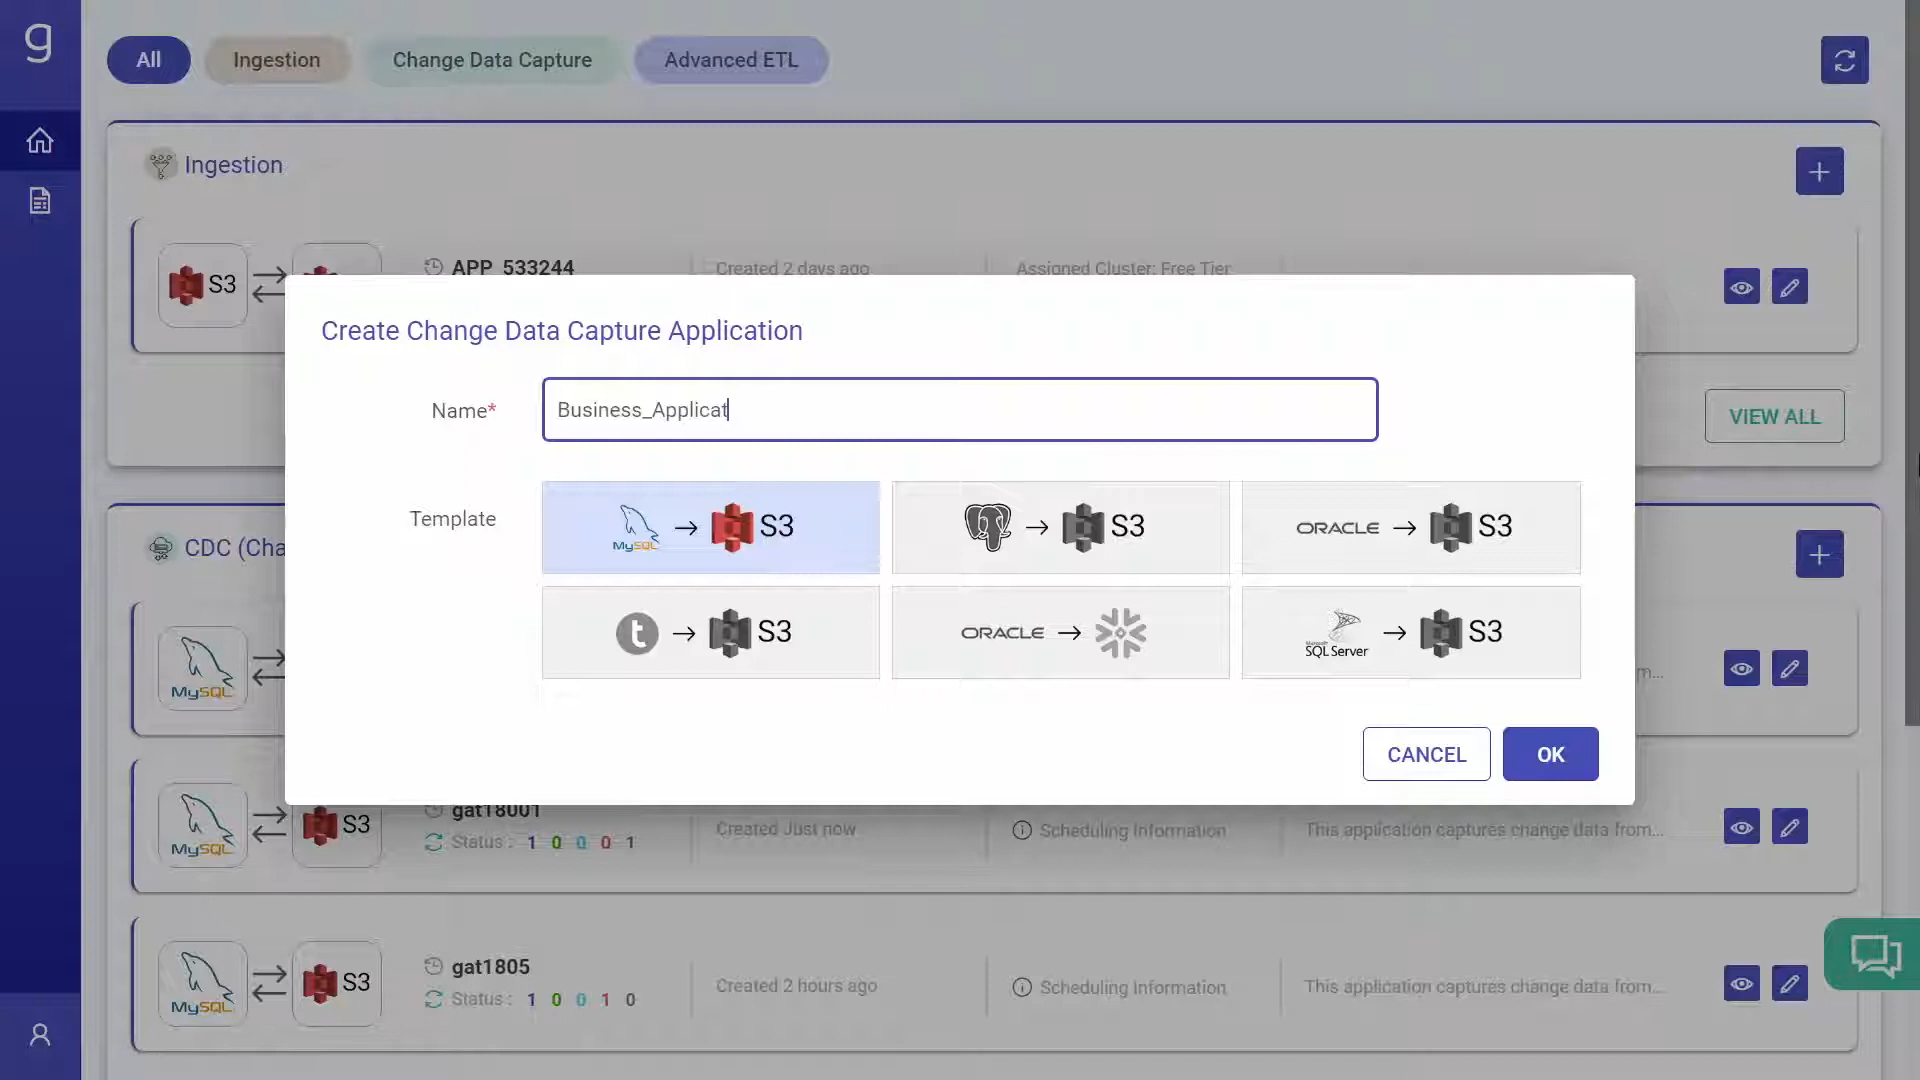 g
All
Ingestion
Change Data Capture
Advanced ETL
Ingestion
S3
APP_533244
Created 2 days ago
Assigned Cluster: Free Tier
Create Change Data Capture Application
Name*
Business_Applicat
VIEW ALL
Template
MySQL → S3
→ S3
ORACLE → S3
t → S3
ORACLE →
Microsoft SQL Server → S3
CDC (Cha
MySQL
m...
CANCEL
OK
MySQL
S3
gat18001
Status : 1 0 0 0 1
Created Just now
Scheduling Information
This application captures change data from...
MySQL
S3
gat1805
Status : 1 0 0 1 0
Created 2 hours ago
Scheduling Information
This application captures change data from...